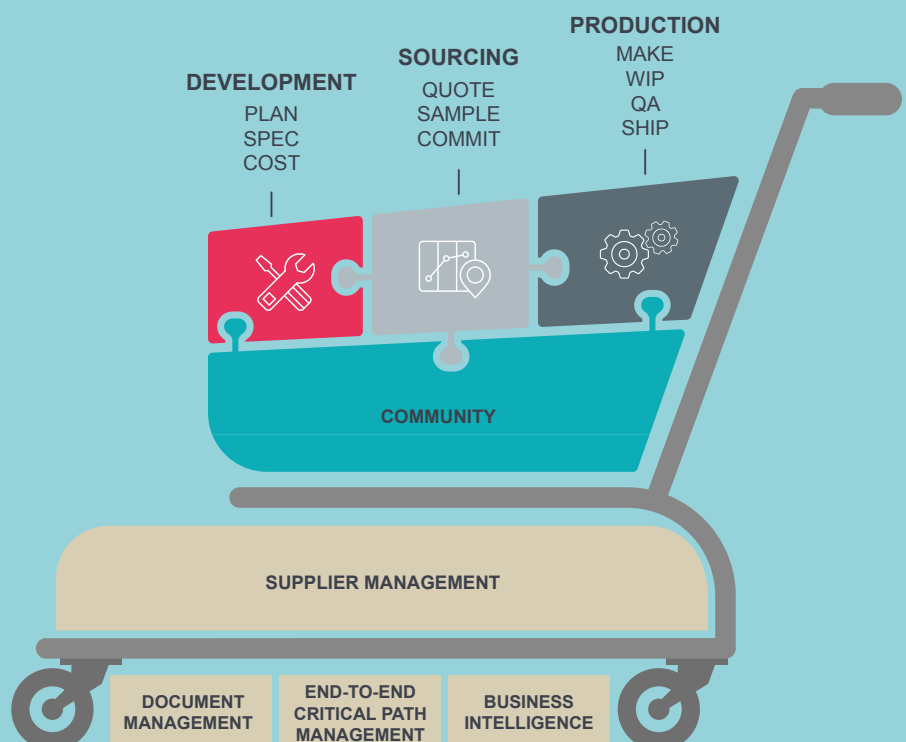 DEVELOPMENT
PLAN
SPEC
COST
SOURCING
QUOTE
SAMPLE
COMMIT
PRODUCTION
MAKE
WIP
QA
SHIP
COMMUNITY
SUPPLIER MANAGEMENT
DOCUMENT
MANAGEMENT
END-TO-END
CRITICAL PATH
MANAGEMENT
BUSINESS
INTELLIGENCE